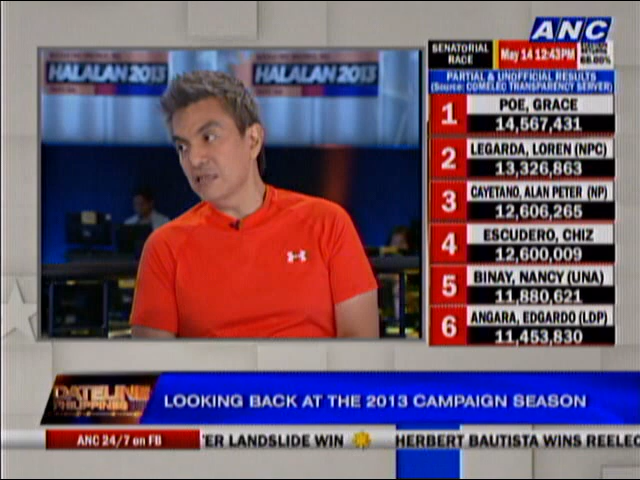 ANC
SENATORIAL RACE
May 14 12:43PM
PARTIAL & UNOFFICIAL RESULTS
(Source: COMELEC TRANSPARENCY SERVER)
HALALAN 2013
HALALAN 2013
1 POE, GRACE
14,567,431
2 LEGARDA, LOREN (NPC)
13,326,863
3 CAYETANO, ALAN PETER (NP)
12,606,265
4 ESCUDERO, CHIZ
12,600,009
5 BINAY, NANCY (UNA)
11,880,621
6 ANGARA, EDGARDO (LDP)
11,453,830
DATELINE
PHILIPPINES
LOOKING BACK AT THE 2013 CAMPAIGN SEASON
ANC 24/7 on FB
'ER LANDSLIDE WIN
HERBERT BAUTISTA WINS REELEC